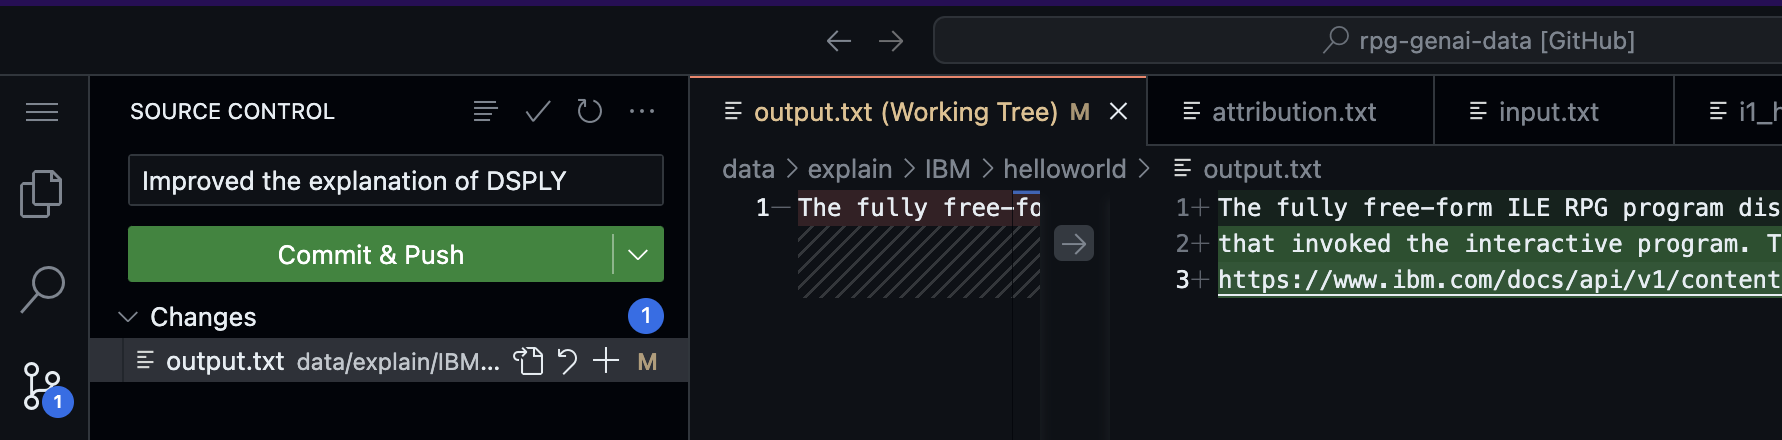 rpg-genai-data [GitHub]
SOURCE CONTROL
Improved the explanation of DSPLY
Commit & Push
Changes 1
output.txt data/explain/IBM... M
1
output.txt (Working Tree) M
attribution.txt
input.txt
data > explain > IBM > helloworld > output.txt
1— The fully free-fo
1+ The fully free-form ILE RPG program dis
2+ that invoked the interactive program. T
3+ https://www.ibm.com/docs/api/v1/content